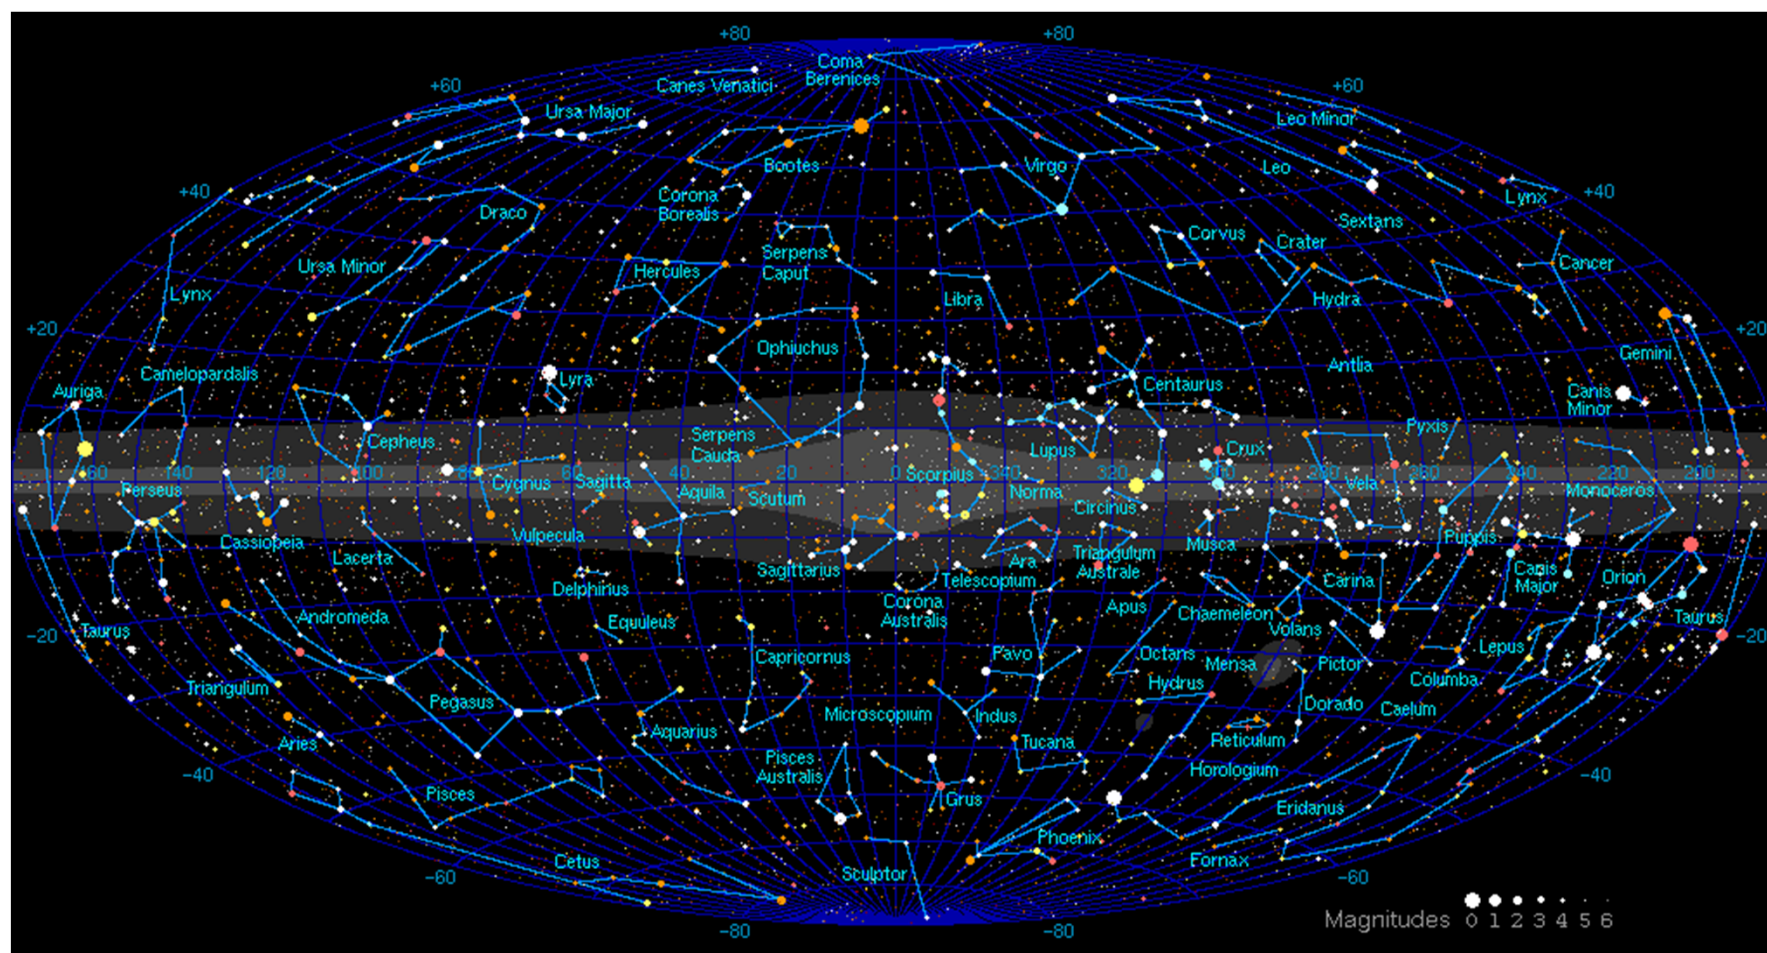 +80
+80
Coma
Berenices
Canes Venatici
+60
+60
Ursa Major
Leo Minor
Bootes
Virgo
Leo
+40
+40
Corona
Borealis
Lynx
Draco
Sextans
Corvus
Crater
Serpens
Caput
Ursa Minor
Hercules
Cancer
Lynx
Libra
Hydra
+20
+20
Ophiuchus
Gemini
Antlia
Camelopardalis
Lyra
Auriga
Centaurus
Canis
Minor
Pyxis
Cepheus
Serpens
Cauda
Lupus
Crux
60
140
120
100
80
60
40
20
0
340
320
280
260
240
220
200
Scorpius
Perseus
Cygnus
Sagitta
Aquila
Scutum
Norma
Vela
Monoceros
Circinus
Cassiopeia
Vulpecula
Musca
Puppis
Lacerta
Sagittarius
Ara
Telescopium
Triangulum
Australe
Canis
Major
Carina
Orion
Delphinus
Corona
Australis
Apus
Chaemeleon
Andromeda
Equuleus
Volans
Taurus
Taurus
-20
-20
Capricornus
Pavo
Octans
Mensa
Pictor
Lepus
Columba
Triangulum
Hydrus
Pegasus
Microscopium
Indus
Dorado
Caelum
Aquarius
Reticulum
Aries
Tucana
Pisces
Australis
Horologium
-40
-40
Pisces
Grus
Eridanus
Phoenix
Cetus
Sculptor
Fornax
-60
-60
Magnitudes 0 1 2 3 4 5 6
-80
-80